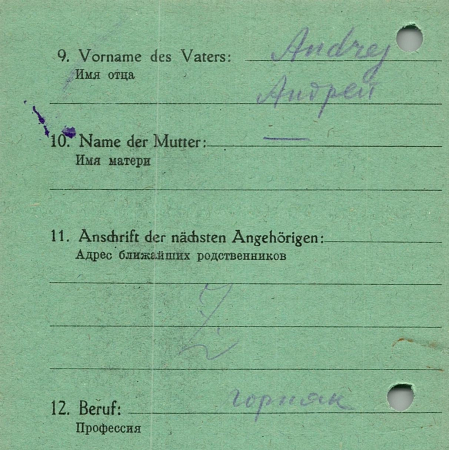 9. Vorname des Vaters: Andrej
Имя отца
Андрей
10. Name der Mutter: —
Имя матери
11. Anschrift der nächsten Angehörigen:
Адрес ближайших родственников
12. Beruf: горняк
Профессия